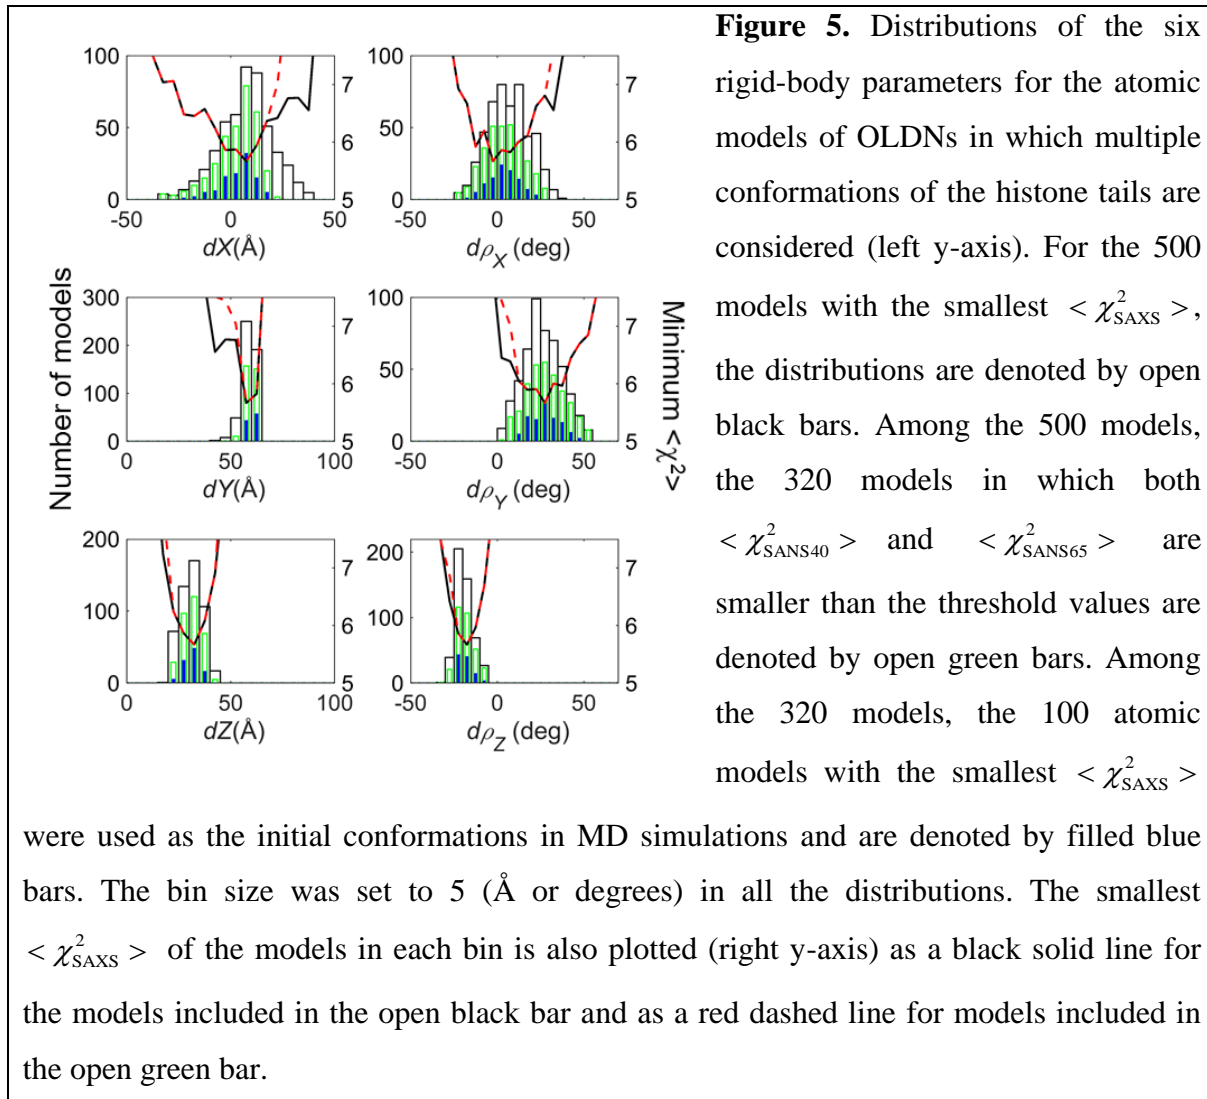 100
50
0
-50
0
50
dX(Å)
7
6
5
100
50
0
-50
0
50
dρX (deg)
7
6
5
300
200
100
0
0
50
100
dY(Å)
7
6
5
100
50
0
-50
0
50
dρY (deg)
7
6
5
200
100
0
0
50
100
dZ(Å)
7
6
5
200
100
0
-50
0
50
dρZ (deg)
7
6
5
Number of models
Minimum <χ²>
Figure 5. Distributions of the six
rigid-body parameters for the atomic
models of OLDNs in which multiple
conformations of the histone tails are
considered (left y-axis). For the 500
models with the smallest < χ²SAXS >,
the distributions are denoted by open
black bars. Among the 500 models,
the 320 models in which both
< χ²SANS40 > and < χ²SANS65 > are
smaller than the threshold values are
denoted by open green bars. Among
the 320 models, the 100 atomic
models with the smallest < χ²SAXS >
were used as the initial conformations in MD simulations and are denoted by filled blue
bars. The bin size was set to 5 (Å or degrees) in all the distributions. The smallest
< χ²SAXS > of the models in each bin is also plotted (right y-axis) as a black solid line for
the models included in the open black bar and as a red dashed line for models included in
the open green bar.